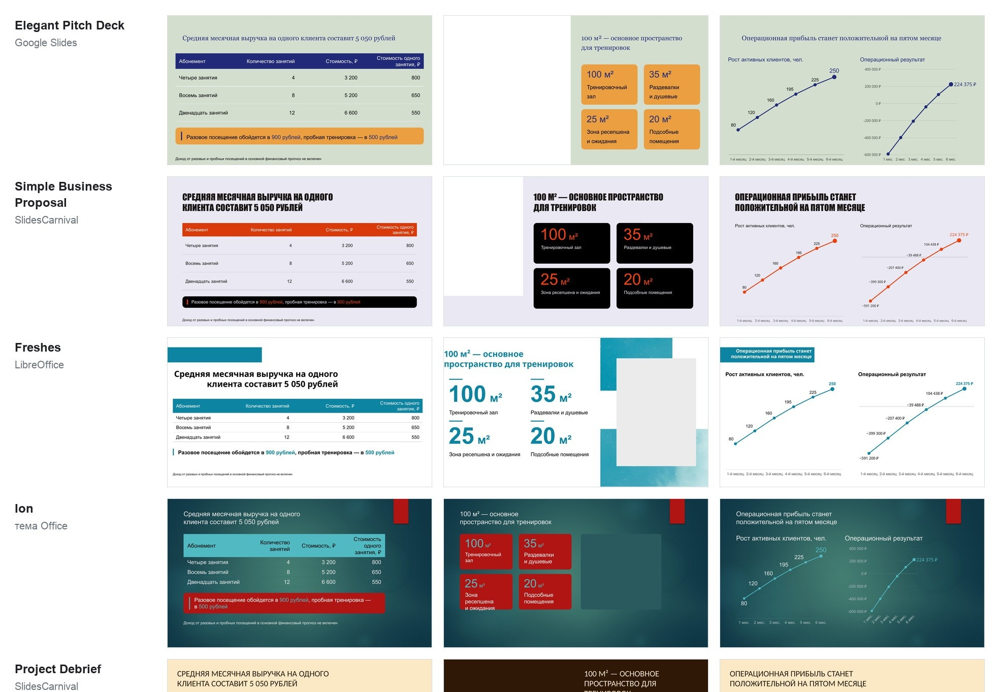 Elegant Pitch Deck
Google Slides
Средняя месячная выручка на одного клиента составит 5 050 рублей
Абонемент Количество занятий Стоимость, ₽ Стоимость одного
занятия, ₽
Четыре занятия 4 3 200 800
Восемь занятий 8 5 200 650
Двенадцать занятий 12 6 600 550
Разовое посещение обойдется в 900 рублей, пробная тренировка — в 500 рублей
Доход от разовых и пробных посещений в основной финансовый прогноз не включен
100 м² — основное пространство
для тренировок
100 м² 35 м²
Тренировочный Раздевалки
зал и душевые
25 м² 20 м²
Зона ресепшена Подсобные
и ожидания помещения
Операционная прибыль станет положительной на пятом месяце
Рост активных клиентов, чел.
80 120 160 195 225 250
1-й месяц 2-й месяц 3-й месяц 4-й месяц 5-й месяц 6-й месяц
Операционный результат
400 000 ₽
200 000 ₽
0 ₽
-200 000 ₽
-400 000 ₽
-600 000 ₽
224 375 ₽
1 мес. 2 мес. 3 мес. 4 мес. 5 мес. 6 мес.
Simple Business
Proposal
SlidesCarnival
СРЕДНЯЯ МЕСЯЧНАЯ ВЫРУЧКА НА ОДНОГО
КЛИЕНТА СОСТАВИТ 5 050 РУБЛЕЙ
Абонемент Количество занятий Стоимость, ₽ Стоимость одного
занятия, ₽
Четыре занятия 4 3 200 800
Восемь занятий 8 5 200 650
Двенадцать занятий 12 6 600 550
Разовое посещение обойдется в 900 рублей, пробная тренировка — в 500 рублей
Доход от разовых и пробных посещений в основной финансовый прогноз не включен
100 М² — ОСНОВНОЕ ПРОСТРАНСТВО
ДЛЯ ТРЕНИРОВОК
100 м² 35 м²
Тренировочный зал Раздевалки и душевые
25 м² 20 м²
Зона ресепшена и ожидания Подсобные помещения
ОПЕРАЦИОННАЯ ПРИБЫЛЬ СТАНЕТ
ПОЛОЖИТЕЛЬНОЙ НА ПЯТОМ МЕСЯЦЕ
Рост активных клиентов, чел.
80 120 160 195 225 250
1-й месяц 2-й месяц 3-й месяц 4-й месяц 5-й месяц 6-й месяц
Операционный результат
−591 200 ₽ −399 300 ₽ −207 400 ₽ −39 488 ₽ 104 438 ₽ 224 375 ₽
1-й месяц 2-й месяц 3-й месяц 4-й месяц 5-й месяц 6-й месяц
Freshes
LibreOffice
Средняя месячная выручка на одного
клиента составит 5 050 рублей
Абонемент Количество занятий Стоимость, ₽ Стоимость одного
занятия, ₽
Четыре занятия 4 3 200 800
Восемь занятий 8 5 200 650
Двенадцать занятий 12 6 600 550
Разовое посещение обойдется в 900 рублей, пробная тренировка — в 500 рублей
Доход от разовых и пробных посещений в основной финансовый прогноз не включен
100 м² — основное
пространство для тренировок
100 м² 35 м²
Тренировочный зал Раздевалки и душевые
25 м² 20 м²
Зона ресепшена и ожидания Подсобные помещения
Операционная прибыль станет
положительной на пятом месяце
Рост активных клиентов, чел.
80 120 160 195 225 250
1-й месяц 2-й месяц 3-й месяц 4-й месяц 5-й месяц 6-й месяц
Операционный результат
−591 200 ₽ −399 300 ₽ −207 400 ₽ −39 488 ₽ 104 438 ₽ 224 375 ₽
1-й месяц 2-й месяц 3-й месяц 4-й месяц 5-й месяц 6-й месяц
Ion
тема Office
Средняя месячная выручка на одного
клиента составит 5 050 рублей
Абонемент Количество занятий Стоимость, ₽ Стоимость одного занятия, ₽
Четыре занятия 4 3 200 800
Восемь занятий 8 5 200 650
Двенадцать занятий 12 6 600 550
Разовое посещение обойдется в 900 рублей, пробная тренировка —
в 500 рублей
Доход от разовых и пробных посещений в основной финансовый прогноз не включен
100 м² — основное
пространство для тренировок
100 м² 35 м²
Тренировочный Раздевалки
зал и душевые
25 м² 20 м²
Зона Подсобные
ресепшена помещения
и ожидания
Операционная прибыль станет
положительной на пятом месяце
Рост активных клиентов, чел.
80 120 160 195 225 250
1 мес. 2 мес. 3 мес. 4 мес. 5 мес. 6 мес.
Операционный результат
400 000 ₽
200 000 ₽
0 ₽
-200 000 ₽
-400 000 ₽
-600 000 ₽
224 375 ₽
1 мес. 2 мес. 3 мес. 4 мес. 5 мес. 6 мес.
Project Debrief
SlidesCarnival
СРЕДНЯЯ МЕСЯЧНАЯ ВЫРУЧКА НА ОДНОГО
КЛИЕНТА СОСТАВИТ 5 050 РУБЛЕЙ
100 М² — ОСНОВНОЕ
ПРОСТРАНСТВО ДЛЯ
ТРЕНИРОВОК
ОПЕРАЦИОННАЯ ПРИБЫЛЬ СТАНЕТ
ПОЛОЖИТЕЛЬНОЙ НА ПЯТОМ МЕСЯЦЕ